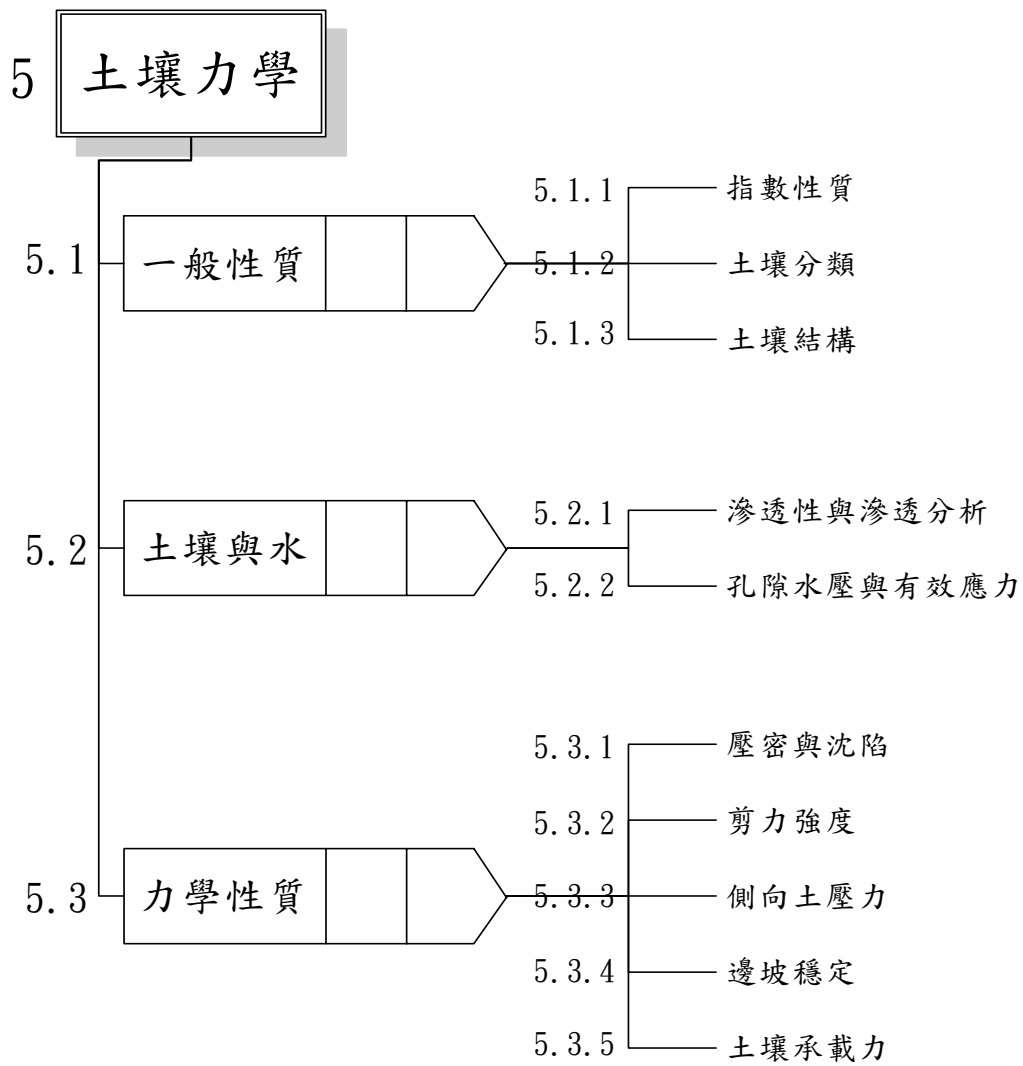 5 土壤力學
5.1 一般性質
5.1.1 指數性質
5.1.2 土壤分類
5.1.3 土壤結構
5.2 土壤與水
5.2.1 滲透性與滲透分析
5.2.2 孔隙水壓與有效應力
5.3 力學性質
5.3.1 壓密與沈陷
5.3.2 剪力強度
5.3.3 側向土壓力
5.3.4 邊坡穩定
5.3.5 土壤承載力